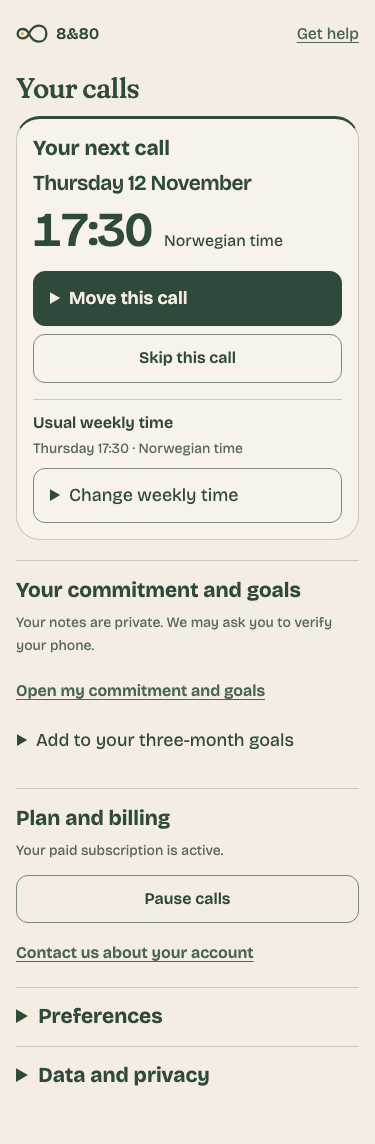 8&80
Get help
Your calls
Your next call
Thursday 12 November
17:30 Norwegian time
Move this call
Skip this call
Usual weekly time
Thursday 17:30 · Norwegian time
Change weekly time
Your commitment and goals
Your notes are private. We may ask you to verify
your phone.
Open my commitment and goals
Add to your three-month goals
Plan and billing
Your paid subscription is active.
Pause calls
Contact us about your account
Preferences
Data and privacy